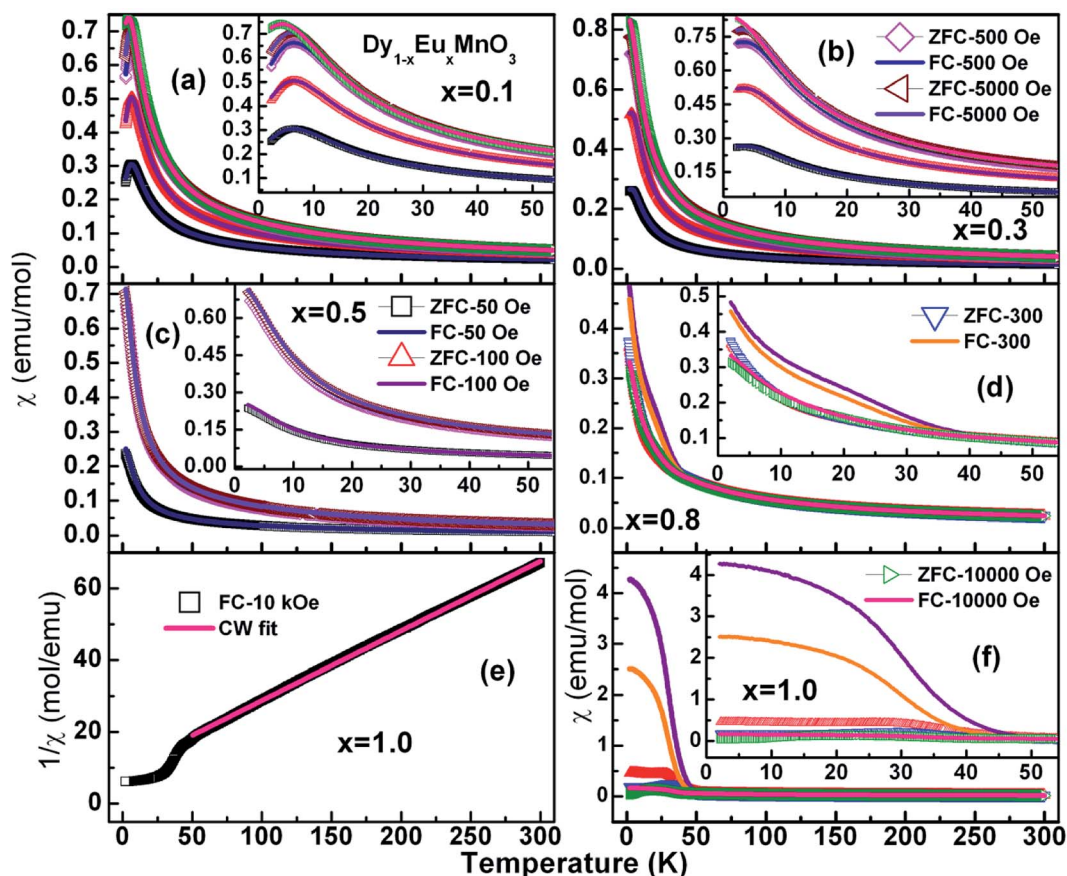 0.7
0.6
0.5
0.4
0.3
0.2
0.1
0.0
(a)
0.7
0.6
0.5
0.4
0.3
0.2
0.1
Dy1-xEuxMnO3
x=0.1
0 10 20 30 40 50
0.8
0.6
0.4
0.2
0.0
0.75
0.60
0.45
0.30
0.15
0.00
(b)
ZFC-500 Oe
FC-500 Oe
ZFC-5000 Oe
FC-5000 Oe
0 10 20 30 40 50
x=0.3
χ (emu/mol)
0.7
0.6
0.5
0.4
0.3
0.2
0.1
0.0
(c)
0.60
0.45
0.30
0.15
0.00
x=0.5
ZFC-50 Oe
FC-50 Oe
ZFC-100 Oe
FC-100 Oe
0 10 20 30 40 50
0.4
0.3
0.2
0.1
0.0
0.5
0.4
0.3
0.2
0.1
ZFC-300
FC-300
(d)
0 10 20 30 40 50
x=0.8
1/χ (mol/emu)
60
40
20
0
FC-10 kOe
CW fit
(e)
x=1.0
0 50 100 150 200 250 300
χ (emu/mol)
5
4
3
2
1
0
4
3
2
1
0
ZFC-10000 Oe
FC-10000 Oe
(f)
x=1.0
0 10 20 30 40 50
0 50 100 150 200 250 300
Temperature (K)